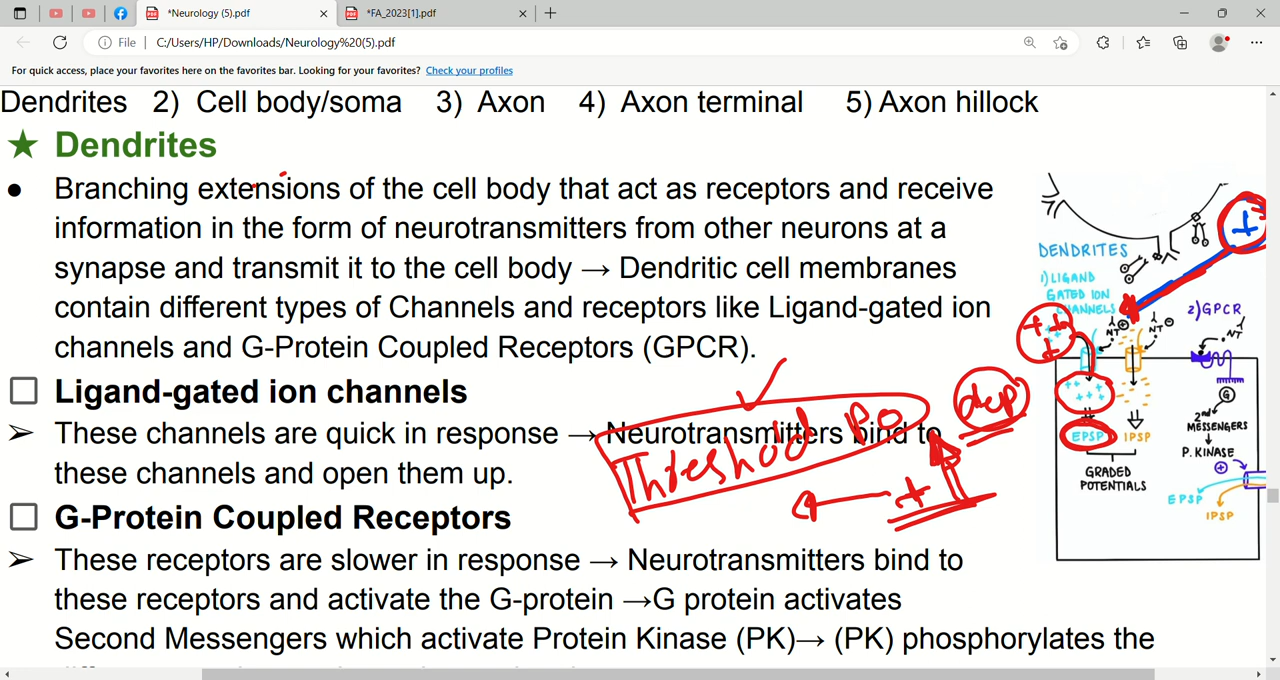 *Neurology (5).pdf
*FA_2023[1].pdf
File C:/Users/HP/Downloads/Neurology%20(5).pdf
For quick access, place your favorites here on the favorites bar. Looking for your favorites? Check your profiles
Dendrites 2) Cell body/soma 3) Axon 4) Axon terminal 5) Axon hillock
★ Dendrites
● Branching extensions of the cell body that act as receptors and receive
information in the form of neurotransmitters from other neurons at a
synapse and transmit it to the cell body → Dendritic cell membranes
contain different types of Channels and receptors like Ligand-gated ion
channels and G-Protein Coupled Receptors (GPCR).
□ Ligand-gated ion channels
➢ These channels are quick in response → Neurotransmitters bind to
these channels and open them up.
□ G-Protein Coupled Receptors
➢ These receptors are slower in response → Neurotransmitters bind to
these receptors and activate the G-protein →G protein activates
Second Messengers which activate Protein Kinase (PK)→ (PK) phosphorylates the
Threshold Po
dep
+
+
DENDRITES
1) LIGAND
GATED ION
CHANNELS
NT +
NT -
EPSP
IPSP
GRADED
POTENTIALS
2) GPCR
NT
G
2nd
MESSENGERS
P. KINASE
+
EPSP
IPSP